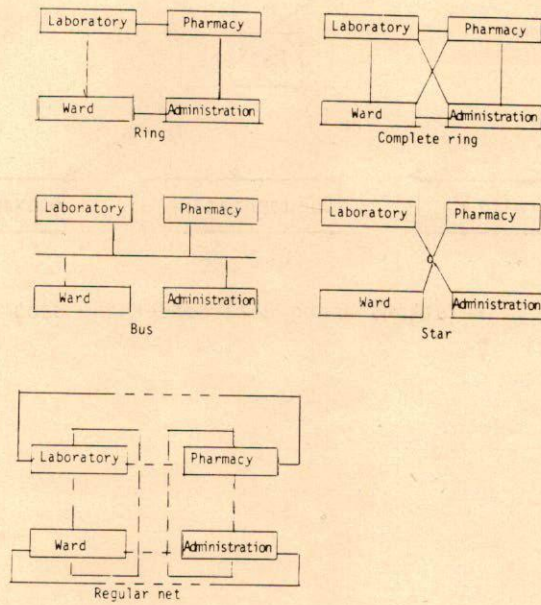 Laboratory Pharmacy
Ward Administration
Ring
Laboratory Pharmacy
Ward Administration
Complete ring
Laboratory Pharmacy
Ward Administration
Bus
Laboratory Pharmacy
Ward Administration
Star
Laboratory Pharmacy
Ward Administration
Regular net